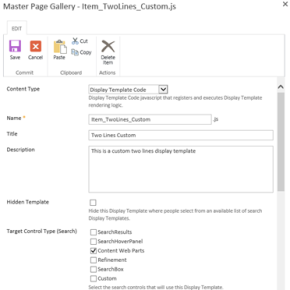 Master Page Gallery - Item_TwoLines_Custom.js
EDIT
Save
Cancel
Paste
Cut
Copy
Delete Item
Commit
Clipboard
Actions
Content Type
Display Template Code
Display Template Code javascript that registers and executes Display Template rendering logic.
Name *
Item_TwoLines_Custom
.js
Title
Two Lines Custom
Description
This is a custom two lines display template
Hidden Template
Hide this Display Template where people select from an available list of search Display Templates.
Target Control Type (Search)
SearchResults
SearchHoverPanel
Content Web Parts
Refinement
SearchBox
Custom
Select the search controls that will use this Display Template.